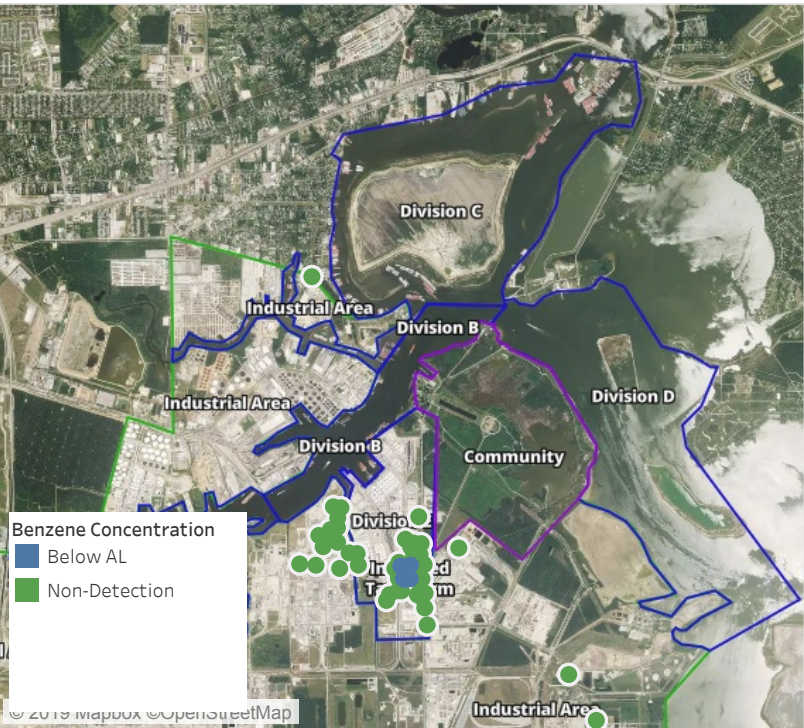 Division C
Industrial Area
Division B
Division D
Industrial Area
Division B
Community
Benzene Concentration
Below AL
Non-Detection
© 2019 Mapbox ©OpenStreetMap
Industrial Area